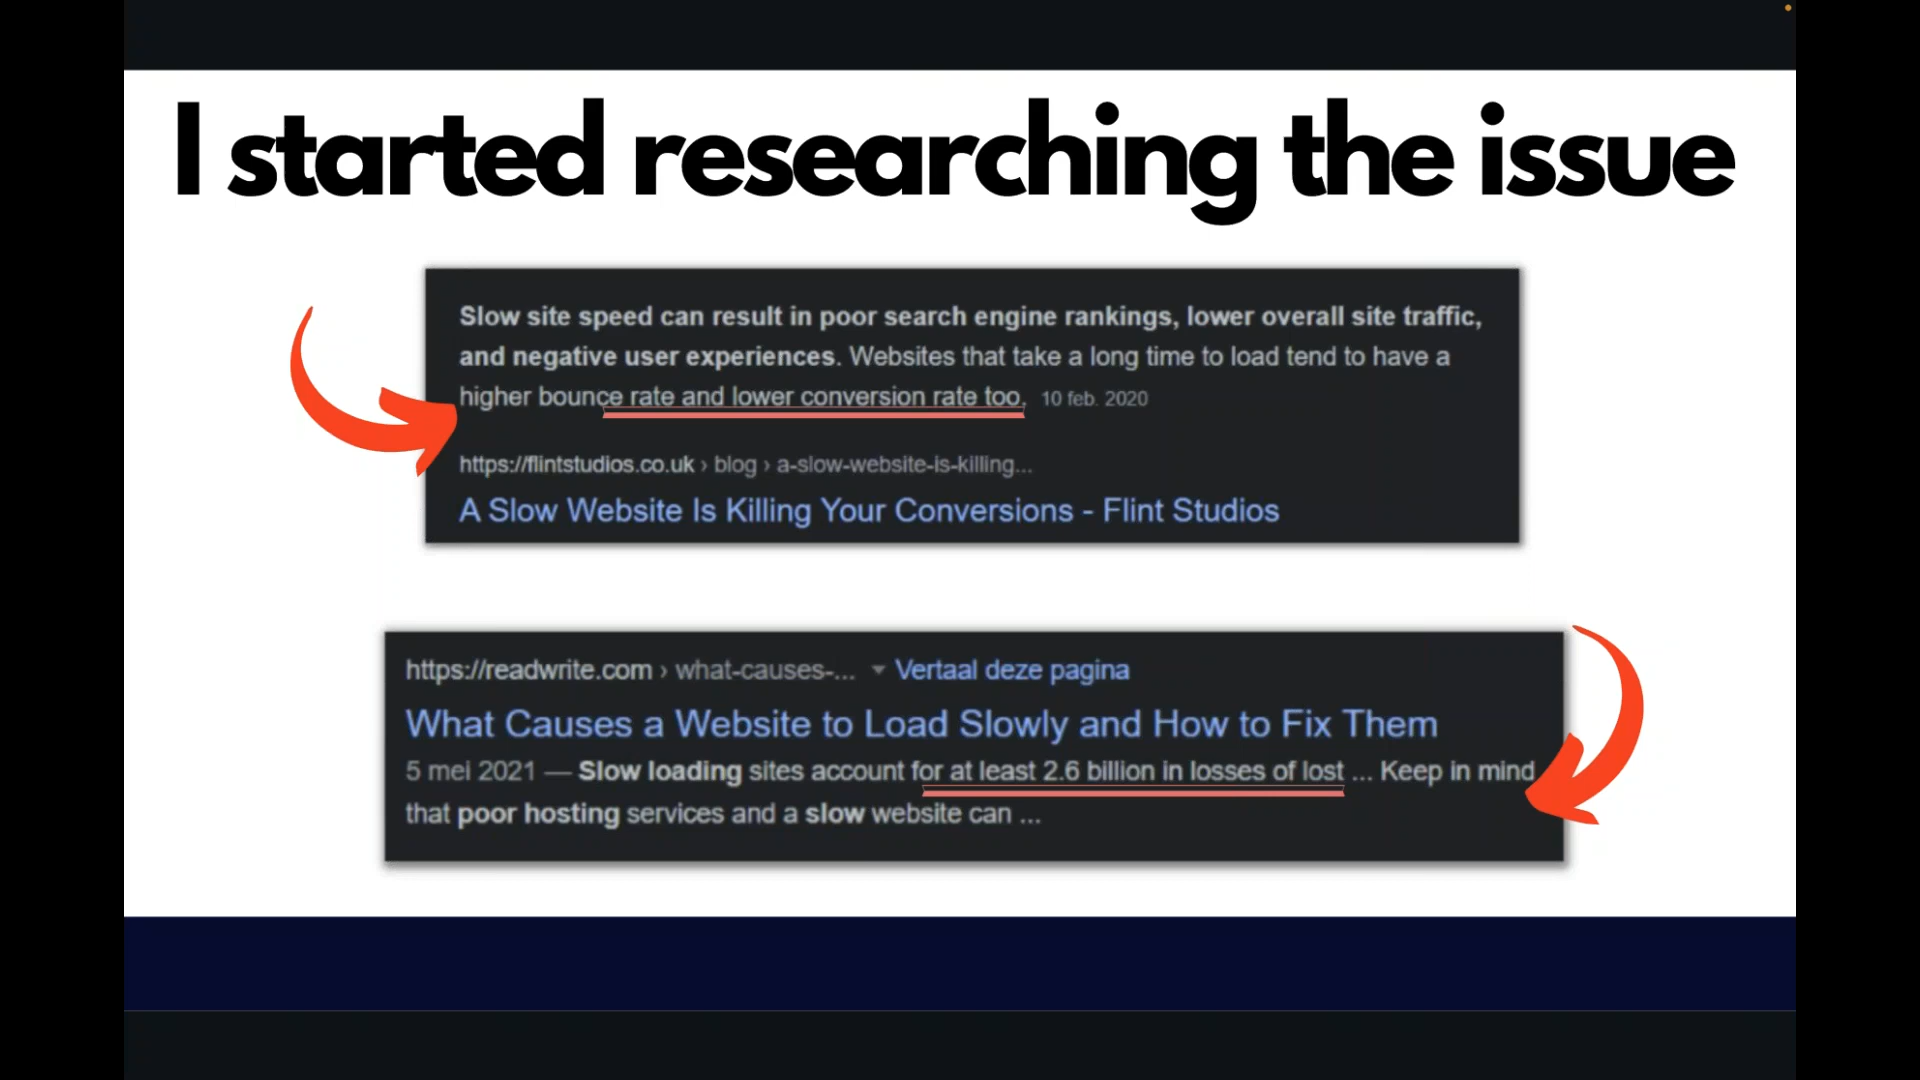 I started researching the issue
Slow site speed can result in poor search engine rankings, lower overall site traffic,
and negative user experiences. Websites that take a long time to load tend to have a
higher bounce rate and lower conversion rate too. 10 feb. 2020
https://flintstudios.co.uk › blog › a-slow-website-is-killing...
A Slow Website Is Killing Your Conversions - Flint Studios
https://readwrite.com › what-causes-... Vertaal deze pagina
What Causes a Website to Load Slowly and How to Fix Them
5 mei 2021 — Slow loading sites account for at least 2.6 billion in losses of lost ... Keep in mind
that poor hosting services and a slow website can ...